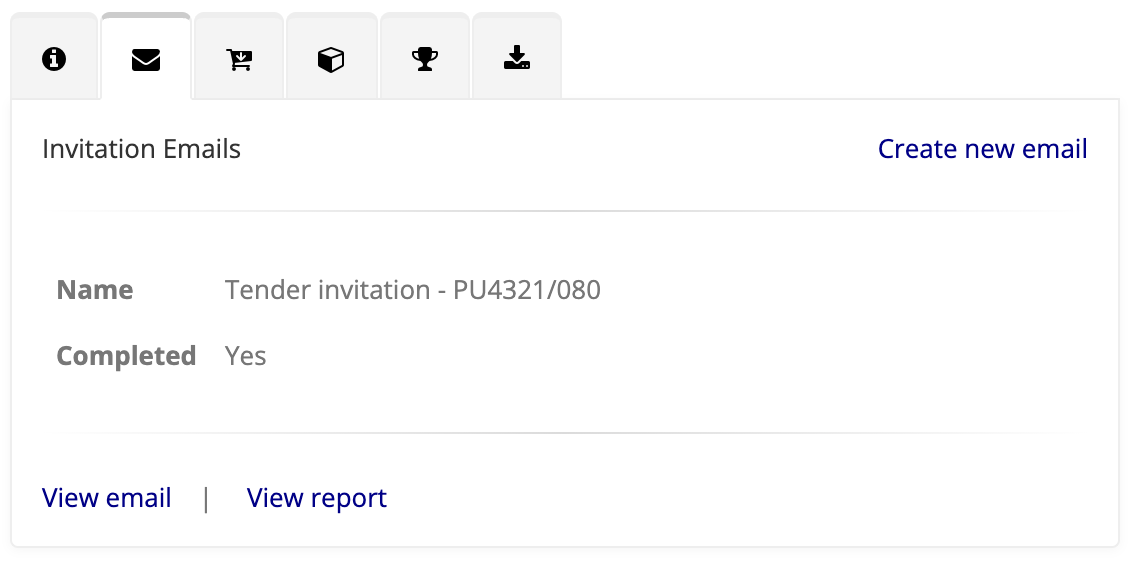 Invitation Emails
Create new email
Name Tender invitation - PU4321/080
Completed Yes
View email | View report